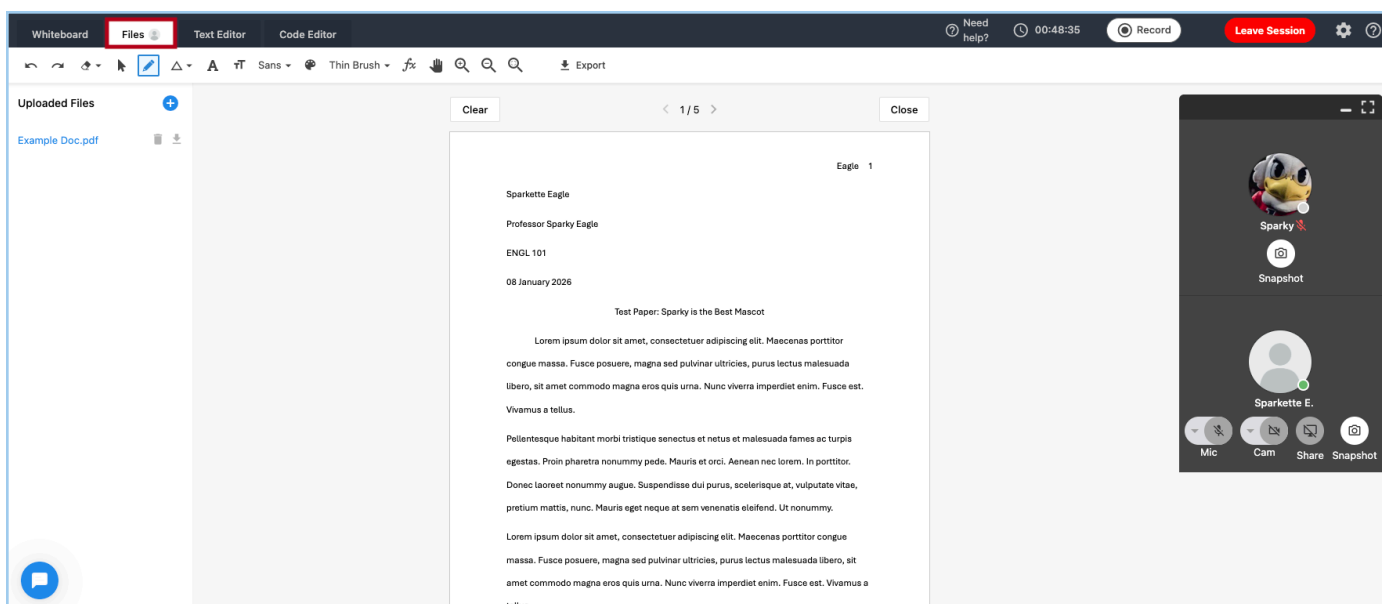 Whiteboard Files Text Editor Code Editor Need help? 00:48:35 Record Leave Session
Sans Thin Brush fx Export
Uploaded Files
Example Doc.pdf
Clear < 1 / 5 > Close
Eagle 1
Sparkette Eagle
Professor Sparky Eagle
ENGL 101
08 January 2026
Test Paper: Sparky is the Best Mascot
Lorem ipsum dolor sit amet, consectetuer adipiscing elit. Maecenas porttitor
congue massa. Fusce posuere, magna sed pulvinar ultricies, purus lectus malesuada
libero, sit amet commodo magna eros quis urna. Nunc viverra imperdiet enim. Fusce est.
Vivamus a tellus.
Pellentesque habitant morbi tristique senectus et netus et malesuada fames ac turpis
egestas. Proin pharetra nonummy pede. Mauris et orci. Aenean nec lorem. In porttitor.
Donec laoreet nonummy augue. Suspendisse dui purus, scelerisque at, vulputate vitae,
pretium mattis, nunc. Mauris eget neque at sem venenatis eleifend. Ut nonummy.
Lorem ipsum dolor sit amet, consectetuer adipiscing elit. Maecenas porttitor congue
massa. Fusce posuere, magna sed pulvinar ultricies, purus lectus malesuada libero, sit
amet commodo magna eros quis urna. Nunc viverra imperdiet enim. Fusce est. Vivamus a
Sparky
Snapshot
Sparkette E.
Mic Cam Share Snapshot